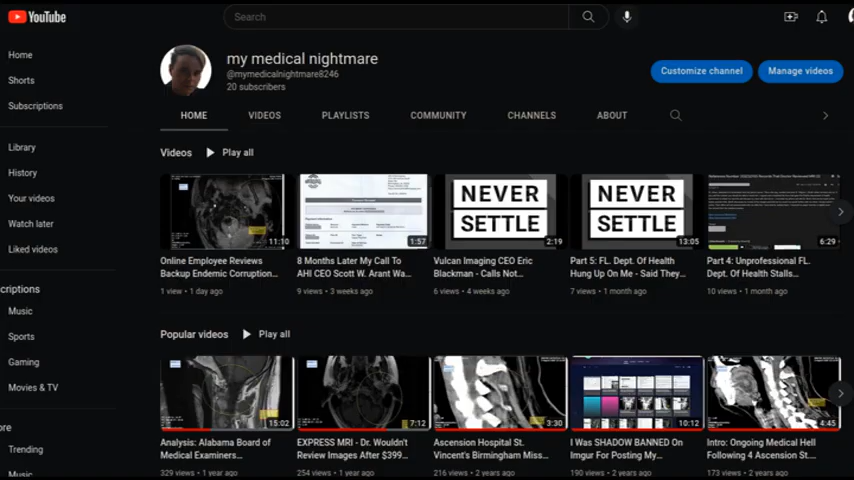 YouTube
Search
Home
Shorts
Subscriptions
Library
History
Your videos
Watch later
Liked videos
criptions
Music
Sports
Gaming
Movies & TV
ore
Trending
Music
my medical nightmare
@mymedicalnightmare8246
20 subscribers
Customize channel
Manage videos
HOME
VIDEOS
PLAYLISTS
COMMUNITY
CHANNELS
ABOUT
Videos
Play all
11:10
Online Employee Reviews
Backup Endemic Corruption...
1 view • 1 day ago
1:57
8 Months Later My Call To
AHI CEO Scott W. Arant Wa...
9 views • 3 weeks ago
NEVER
SETTLE
2:19
Vulcan Imaging CEO Eric
Blackman - Calls Not...
6 views • 4 weeks ago
NEVER
SETTLE
13:05
Part 5: FL. Dept. Of Health
Hung Up On Me - Said They...
7 views • 1 month ago
6:29
Part 4: Unprofessional FL.
Dept. Of Health Stalls...
10 views • 1 month ago
Popular videos
Play all
15:02
Analysis: Alabama Board of
Medical Examiners...
329 views • 1 year ago
7:12
EXPRESS MRI - Dr. Wouldn't
Review Images After $399...
254 views • 1 year ago
3:30
Ascension Hospital St.
Vincent's Birmingham Miss...
216 views • 2 years ago
10:12
I Was SHADOW BANNED On
Imgur For Posting My...
190 views • 2 years ago
4:45
Intro: Ongoing Medical Hell
Following 4 Ascension St....
173 views • 2 years ago